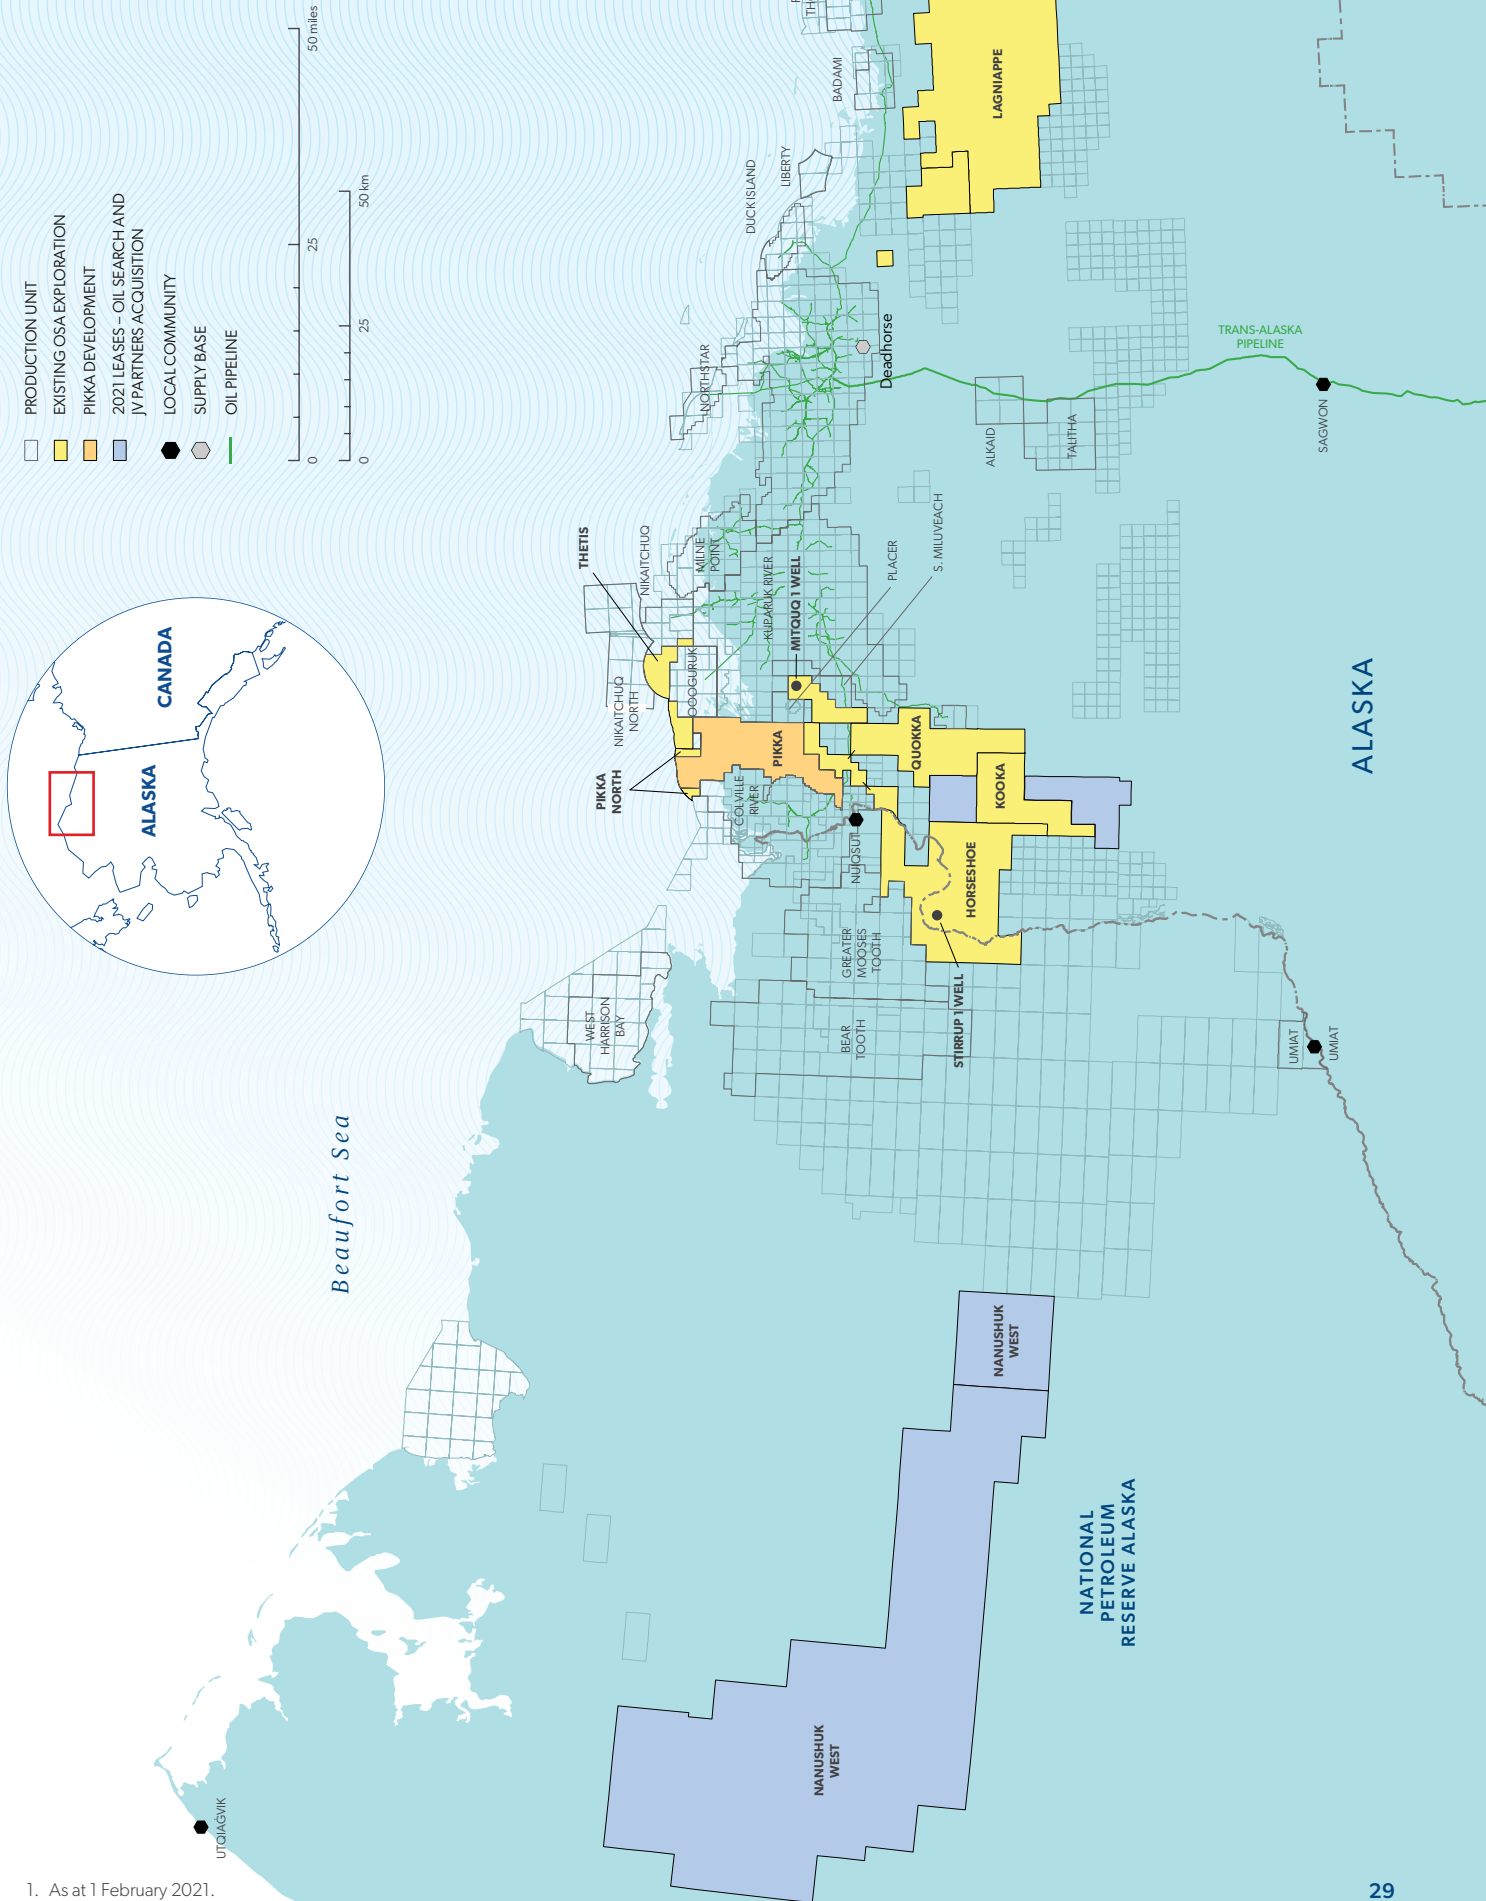 PRODUCTION UNIT
EXISTING OSA EXPLORATION
PIKKA DEVELOPMENT
2021 LEASES – OIL SEARCH AND
JV PARTNERS ACQUISITION
LOCAL COMMUNITY
SUPPLY BASE
OIL PIPELINE
0
25
50 miles
0
25
50 km
CANADA
ALASKA
Beaufort Sea
UTQIAĠVIK
NANUSHUK
WEST
NANUSHUK
WEST
NATIONAL
PETROLEUM
RESERVE ALASKA
WEST
HARRISON
BAY
BEAR
TOOTH
GREATER
MOOSES
TOOTH
STIRRUP 1 WELL
UMIAT
UMIAT
HORSESHOE
NUIQSUT
COLVILLE
RIVER
PIKKA
NORTH
PIKKA
NIKAITCHUQ
NORTH
THETIS
NIKAITCHUQ
OOOGURUK
MILNE
POINT
KUPARUK RIVER
MITQUQ 1 WELL
PLACER
S. MILUVEACH
QUOKKA
KOOKA
ALASKA
NORTHSTAR
DUCK ISLAND
LIBERTY
BADAMI
Deadhorse
ALKAID
TALITHA
TRANS-ALASKA
PIPELINE
SAGWON
LAGNIAPPE
1. As at 1 February 2021.
29